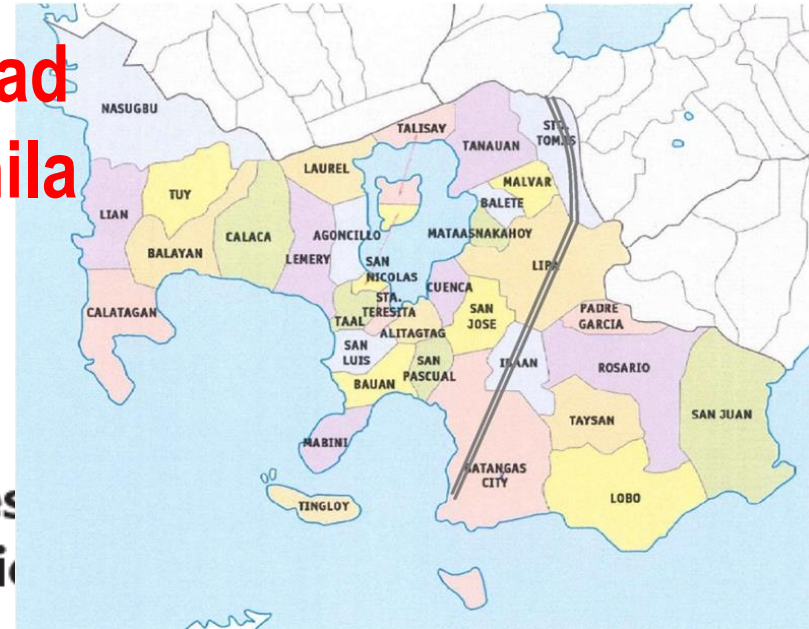 ad
nila
NASUGBU
TALISAY
TANAUAN
STO.
TOMAS
LAUREL
MALVAR
TUY
BALETE
LIAN
BALAYAN
CALACA
LEMERY
AGONCILLO
MATAASNAKAHOY
LIPA
SAN
NICOLAS
CUENCA
CALATAGAN
STA.
TERESITA
TAAL
ALITAGTAG
SAN
JOSE
PADRE
GARCIA
SAN
LUIS
SAN
PASCUAL
IBAAN
ROSARIO
BAUAN
TAYSAN
SAN JUAN
MABINI
BATANGAS
CITY
LOBO
TINGLOY
es